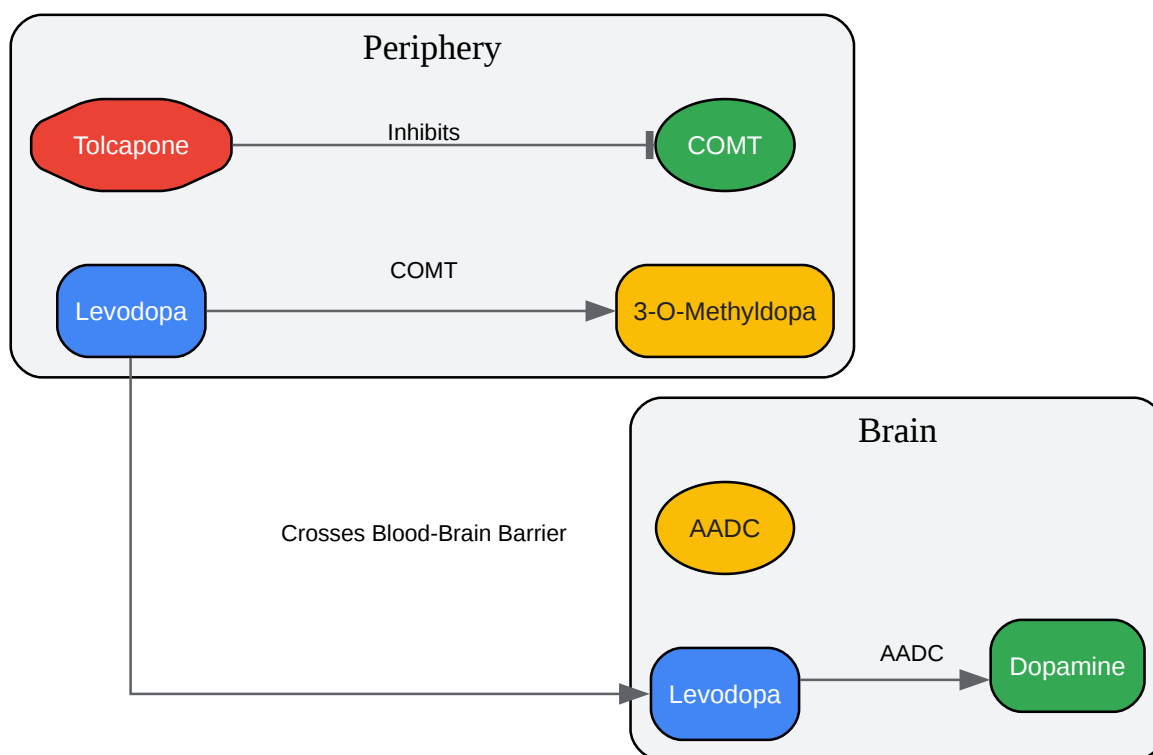 Periphery
Tolcapone
Inhibits
COMT
COMT
Levodopa
3-O-Methyldopa
Brain
AADC
Crosses Blood-Brain Barrier
AADC
Dopamine
Levodopa